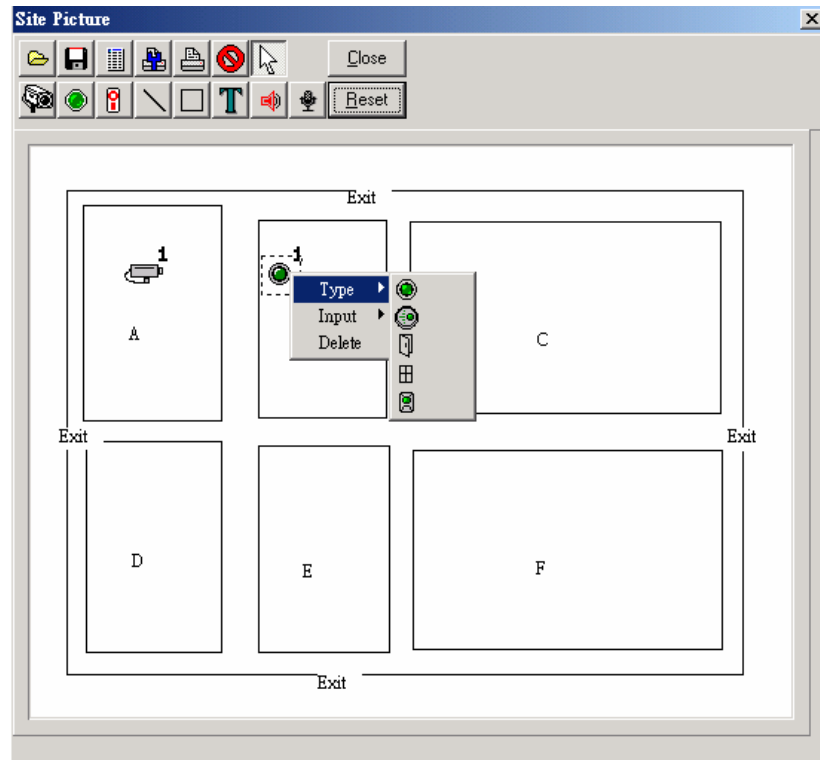 Site Picture
Close
T
Reset
Exit
1
1
Type
Input
Delete
A
C
Exit
Exit
D
E
F
Exit